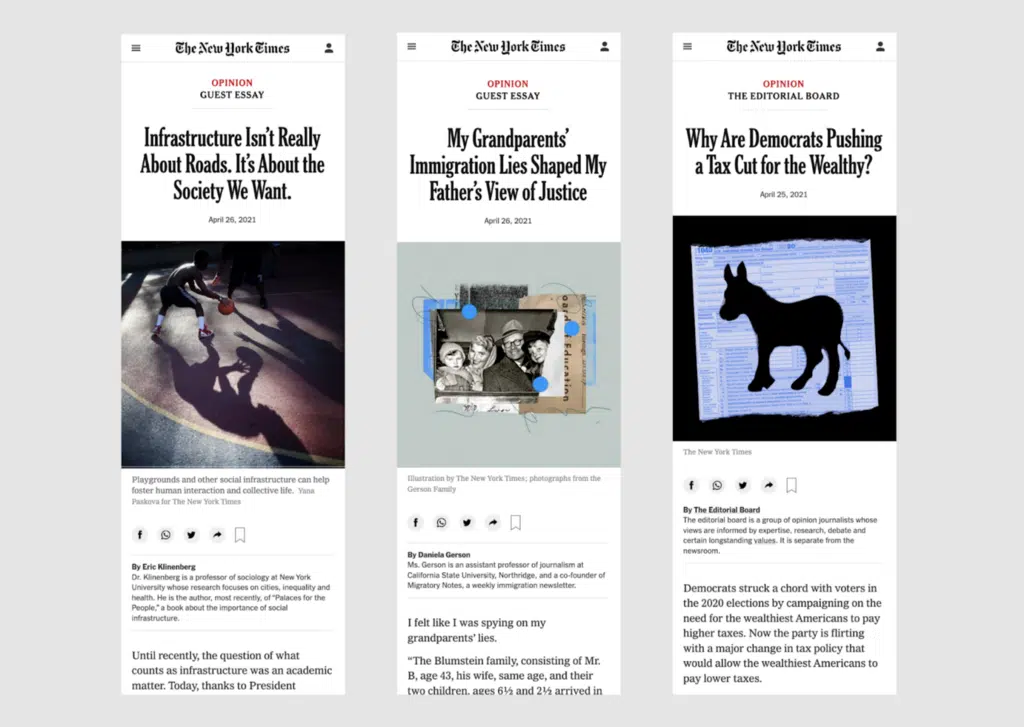 The New York Times
OPINION
GUEST ESSAY
Infrastructure Isn't Really
About Roads. It's About the
Society We Want.
April 26, 2021
Playgrounds and other social infrastructure can help
foster human interaction and collective life. Yana
Paskova for The New York Times
By Eric Klinenberg
Dr. Klinenberg is a professor of sociology at New York
University whose research focuses on cities, inequality and
health. He is the author, most recently, of "Palaces for the
People," a book about the importance of social
infrastructure.
Until recently, the question of what
counts as infrastructure was an academic
matter. Today, thanks to President
The New York Times
OPINION
GUEST ESSAY
My Grandparents'
Immigration Lies Shaped My
Father's View of Justice
April 26, 2021
oard of Education
Illustration by The New York Times; photographs from the
Gerson Family
By Daniela Gerson
Ms. Gerson is an assistant professor of journalism at
California State University, Northridge, and a co-founder of
Migratory Notes, a weekly immigration newsletter.
I felt like I was spying on my
grandparents' lies.
"The Blumstein family, consisting of Mr.
B, age 43, his wife, same age, and their
two children, ages 6½ and 2½ arrived in
The New York Times
OPINION
THE EDITORIAL BOARD
Why Are Democrats Pushing
a Tax Cut for the Wealthy?
April 25, 2021
1040
The New York Times
By The Editorial Board
The editorial board is a group of opinion journalists whose
views are informed by expertise, research, debate and
certain longstanding values. It is separate from the
newsroom.
Democrats struck a chord with voters in
the 2020 elections by campaigning on the
need for the wealthiest Americans to pay
higher taxes. Now the party is flirting
with a major change in tax policy that
would allow the wealthiest Americans to
pay lower taxes.